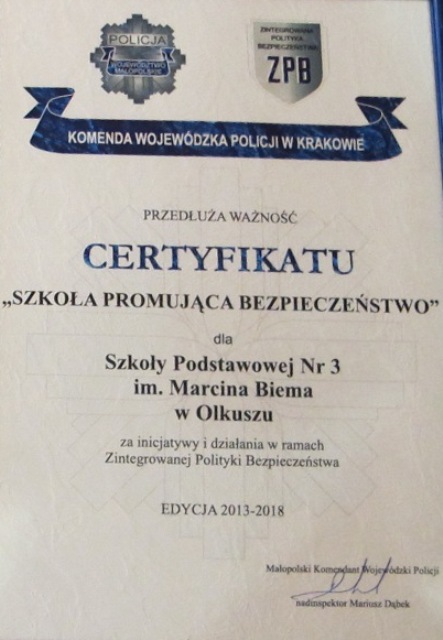 POLICJA
WOJEWÓDZTWO
MAŁOPOLSKIE
ZINTEGROWANA
POLITYKA
BEZPIECZEŃSTWA
ZPB
KOMENDA WOJEWÓDZKA POLICJI W KRAKOWIE
PRZEDŁUŻA WAŻNOŚĆ
CERTYFIKATU
„SZKOŁA PROMUJĄCA BEZPIECZEŃSTWO”
dla
Szkoły Podstawowej Nr 3
im. Marcina Biema
w Olkuszu
za inicjatywy i działania w ramach
Zintegrowanej Polityki Bezpieczeństwa
EDYCJA 2013-2018
Małopolski Komendant Wojewódzki Policji
nadinspektor Mariusz Dąbek